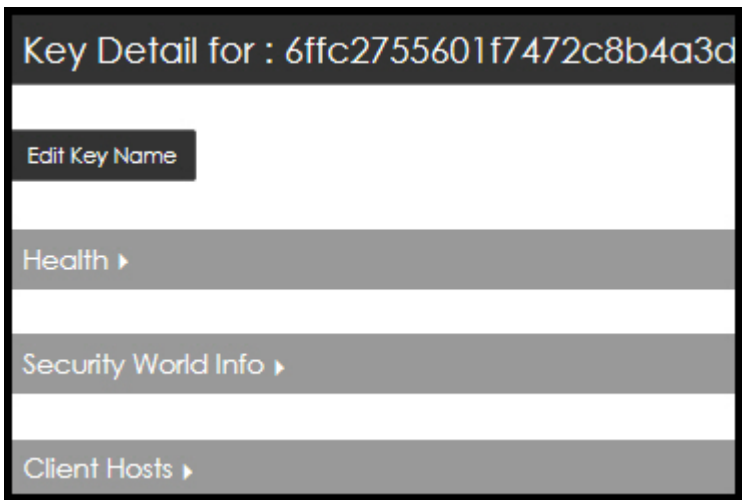 Key Detail for : 6ffc2755601f7472c8b4a3d
Edit Key Name
Health
Security World Info
Client Hosts